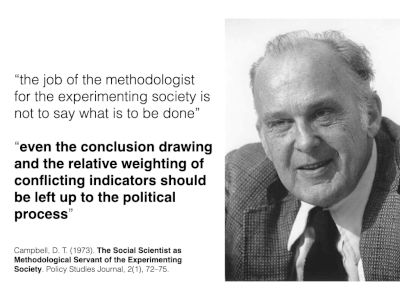 “the job of the methodologist
for the experimenting society is
not to say what is to be done”
“even the conclusion drawing
and the relative weighting of
conflicting indicators should
be left up to the political
process”
Campbell, D. T. (1973). The Social Scientist as
Methodological Servant of the Experimenting
Society. Policy Studies Journal, 2(1), 72–75.